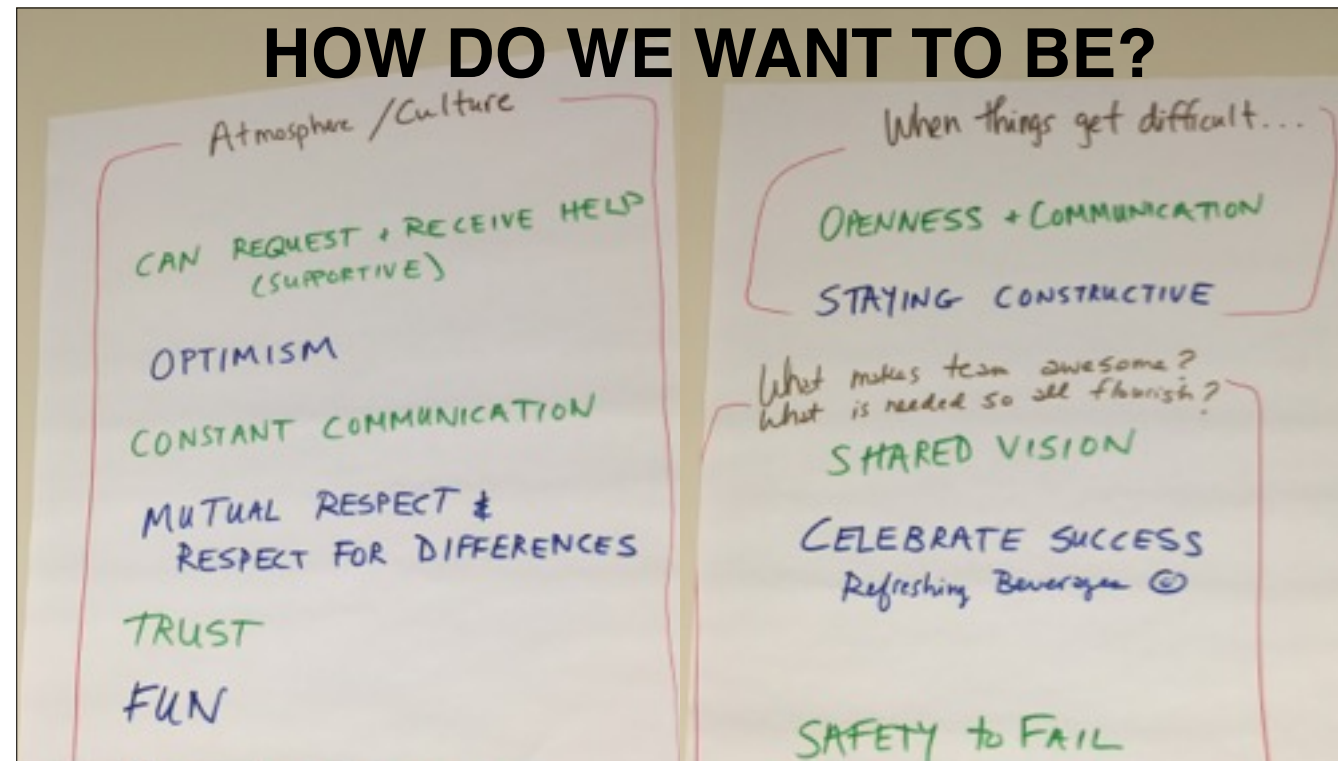 HOW DO WE WANT TO BE?
Atmosphere / Culture
CAN REQUEST + RECEIVE HELP
(SUPPORTIVE)
OPTIMISM
CONSTANT COMMUNICATION
MUTUAL RESPECT &
RESPECT FOR DIFFERENCES
TRUST
FUN
When things get difficult...
OPENNESS + COMMUNICATION
STAYING CONSTRUCTIVE
What makes team awesome?
What is needed so all flourish?
SHARED VISION
CELEBRATE SUCCESS
Refreshing Beverages ☺
SAFETY to FAIL